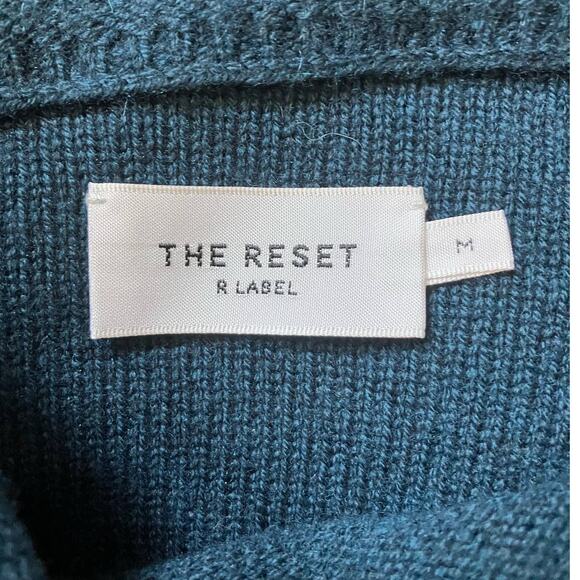 THE RESET
R LABEL
M